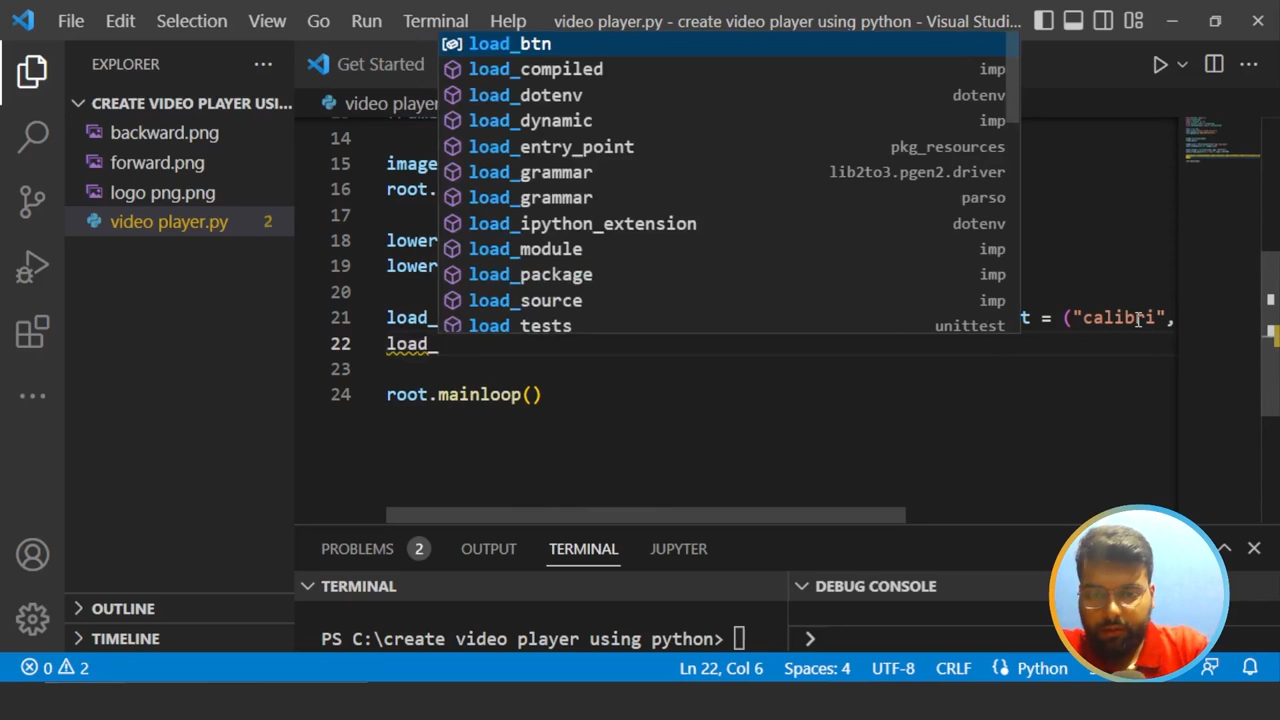 File Edit Selection View Go Run Terminal Help video player.py - create video player using python - Visual Studi...
EXPLORER
Get Started
CREATE VIDEO PLAYER USI...
video player
backward.png
forward.png
logo png.png
video player.py 2
load_btn
load_compiled imp
load_dotenv dotenv
load_dynamic imp
load_entry_point pkg_resources
load_grammar lib2to3.pgen2.driver
load_grammar parso
load_ipython_extension dotenv
load_module imp
load_package imp
load_source imp
load_tests unittest
14
15 image
16 root.
17
18 lower
19 lower
20
21 load_ t = ("calibri",
22 load_
23
24 root.mainloop()
PROBLEMS 2 OUTPUT TERMINAL JUPYTER
TERMINAL
DEBUG CONSOLE
PS C:\create video player using python>
OUTLINE
TIMELINE
0 2 Ln 22, Col 6 Spaces: 4 UTF-8 CRLF Python